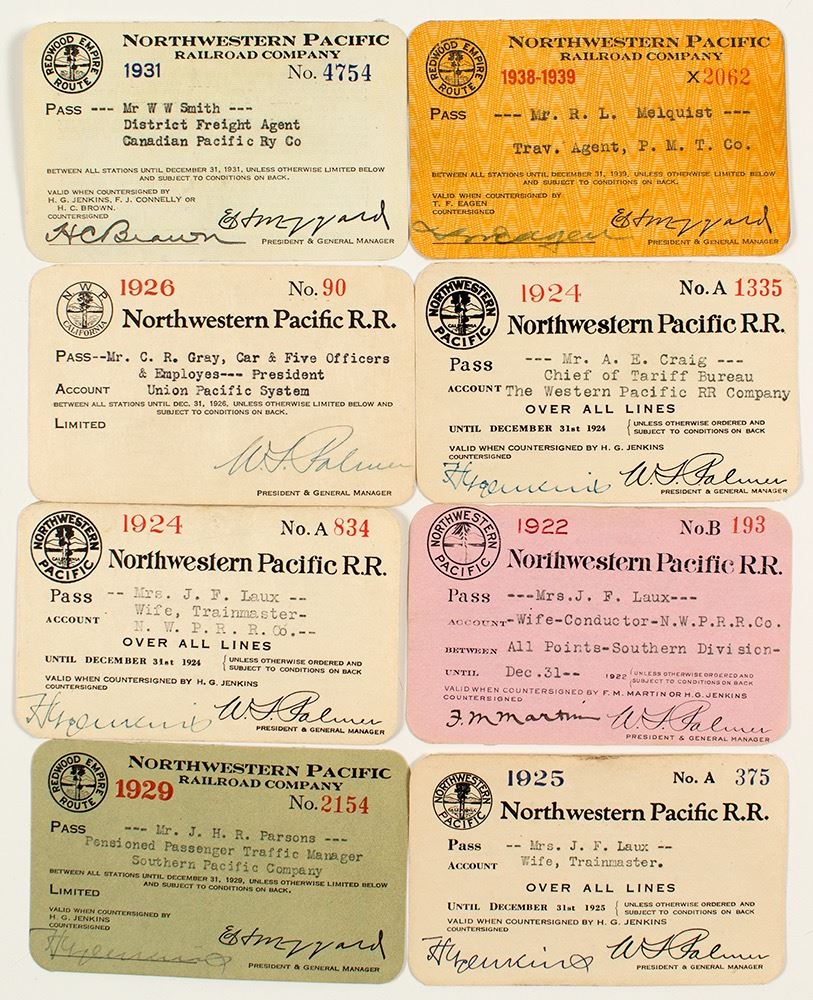 REDWOOD EMPIRE ROUTE
NORTHWESTERN PACIFIC
RAILROAD COMPANY
1931 No. 4754
PASS --- Mr W W Smith ---
District Freight Agent
Canadian Pacific Ry Co
BETWEEN ALL STATIONS UNTIL DECEMBER 31, 1931, UNLESS OTHERWISE LIMITED BELOW
AND SUBJECT TO CONDITIONS ON BACK.
VALID WHEN COUNTERSIGNED BY
H. G. JENKINS, F. J. CONNELLY OR
H. C. BROWN.
COUNTERSIGNED
H C Brown
PRESIDENT & GENERAL MANAGER
REDWOOD EMPIRE ROUTE
NORTHWESTERN PACIFIC
RAILROAD COMPANY
1938-1939 X2062
PASS --- Mr. R. L. Melquist ---
Trav. Agent, P. M. T. Co.
BETWEEN ALL STATIONS UNTIL DECEMBER 31, 1939, UNLESS OTHERWISE LIMITED BELOW
AND SUBJECT TO CONDITIONS ON BACK.
VALID WHEN COUNTERSIGNED BY
T. F. EAGEN
COUNTERSIGNED
PRESIDENT & GENERAL MANAGER
NWP CALIFORNIA
1926 No. 90
Northwestern Pacific R.R.
PASS--Mr. C. R. Gray, Car & Five Officers
& Employes--- President
ACCOUNT Union Pacific System
BETWEEN ALL STATIONS UNTIL DEC. 31, 1926, UNLESS OTHERWISE LIMITED BELOW AND
SUBJECT TO CONDITIONS ON BACK.
LIMITED
W. S. Palmer
PRESIDENT & GENERAL MANAGER
NORTHWESTERN PACIFIC
CALIFORNIA
1924 No. A 1335
Northwestern Pacific R.R.
Pass --- Mr. A. E. Craig ---
Chief of Tariff Bureau
ACCOUNT The Western Pacific RR Company
OVER ALL LINES
UNTIL DECEMBER 31st 1924 { UNLESS OTHERWISE ORDERED AND
SUBJECT TO CONDITIONS ON BACK
VALID WHEN COUNTERSIGNED BY H. G. JENKINS
COUNTERSIGNED
H G Jenkins W. S. Palmer
PRESIDENT & GENERAL MANAGER
NORTHWESTERN PACIFIC
CALIFORNIA
1924 No. A 834
Northwestern Pacific R.R.
Pass -- Mrs. J. F. Laux --
Wife, Trainmaster-
ACCOUNT N. W. P. R. R. Co.--
OVER ALL LINES
UNTIL DECEMBER 31st 1924 { UNLESS OTHERWISE ORDERED AND
SUBJECT TO CONDITIONS ON BACK
VALID WHEN COUNTERSIGNED BY H. G. JENKINS
COUNTERSIGNED
H G Jenkins W. S. Palmer
PRESIDENT & GENERAL MANAGER
NORTHWESTERN PACIFIC
1922 No.B 193
Northwestern Pacific R.R.
Pass ---Mrs.J. F. Laux---
ACCOUNT-Wife-Conductor-N.W.P.R.R.Co.
BETWEEN All Points-Southern Division-
UNTIL Dec.31-- 1922 { UNLESS OTHERWISE ORDERED AND
SUBJECT TO CONDITIONS ON BACK
VALID WHEN COUNTERSIGNED BY F. M. MARTIN OR H. G. JENKINS
COUNTERSIGNED
F. M Martin W. S. Palmer
PRESIDENT & GENERAL MANAGER
REDWOOD EMPIRE ROUTE
NORTHWESTERN PACIFIC
RAILROAD COMPANY
1929 No. 2154
PASS --- Mr. J. H. R. Parsons ---
Pensioned Passenger Traffic Manager
Southern Pacific Company
BETWEEN ALL STATIONS UNTIL DECEMBER 31, 1929, UNLESS OTHERWISE LIMITED BELOW
AND SUBJECT TO CONDITIONS ON BACK.
LIMITED
VALID WHEN COUNTERSIGNED BY
H. G. JENKINS
COUNTERSIGNED
H G Jenkins
PRESIDENT & GENERAL MANAGER
NORTHWESTERN PACIFIC
CALIFORNIA
1925 No. A 375
Northwestern Pacific R.R.
Pass -- Mrs. J. F. Laux --
ACCOUNT Wife, Trainmaster.
OVER ALL LINES
UNTIL DECEMBER 31st 1925 { UNLESS OTHERWISE ORDERED AND
SUBJECT TO CONDITIONS ON BACK
VALID WHEN COUNTERSIGNED BY H. G. JENKINS
COUNTERSIGNED
H G Jenkins W. S. Palmer
PRESIDENT & GENERAL MANAGER